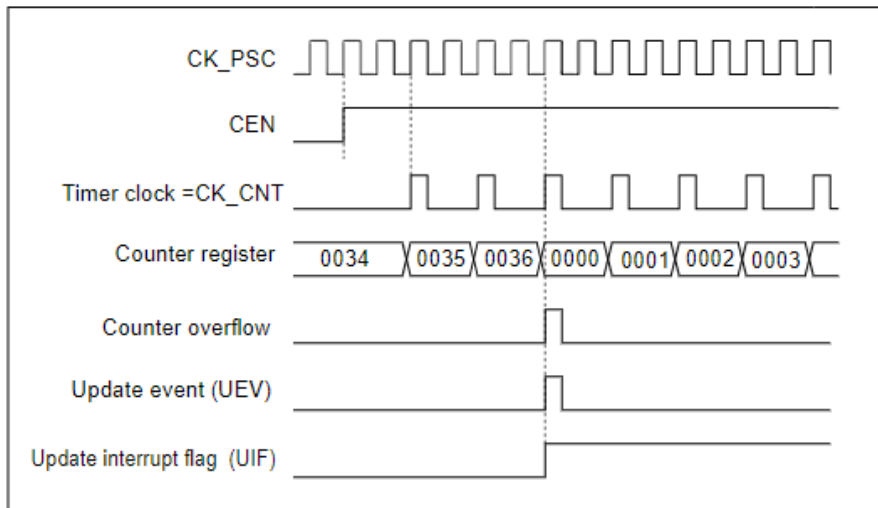 CK_PSC
CEN
Timer clock =CK_CNT
Counter register 0034 0035 0036 0000 0001 0002 0003
Counter overflow
Update event (UEV)
Update interrupt flag (UIF)